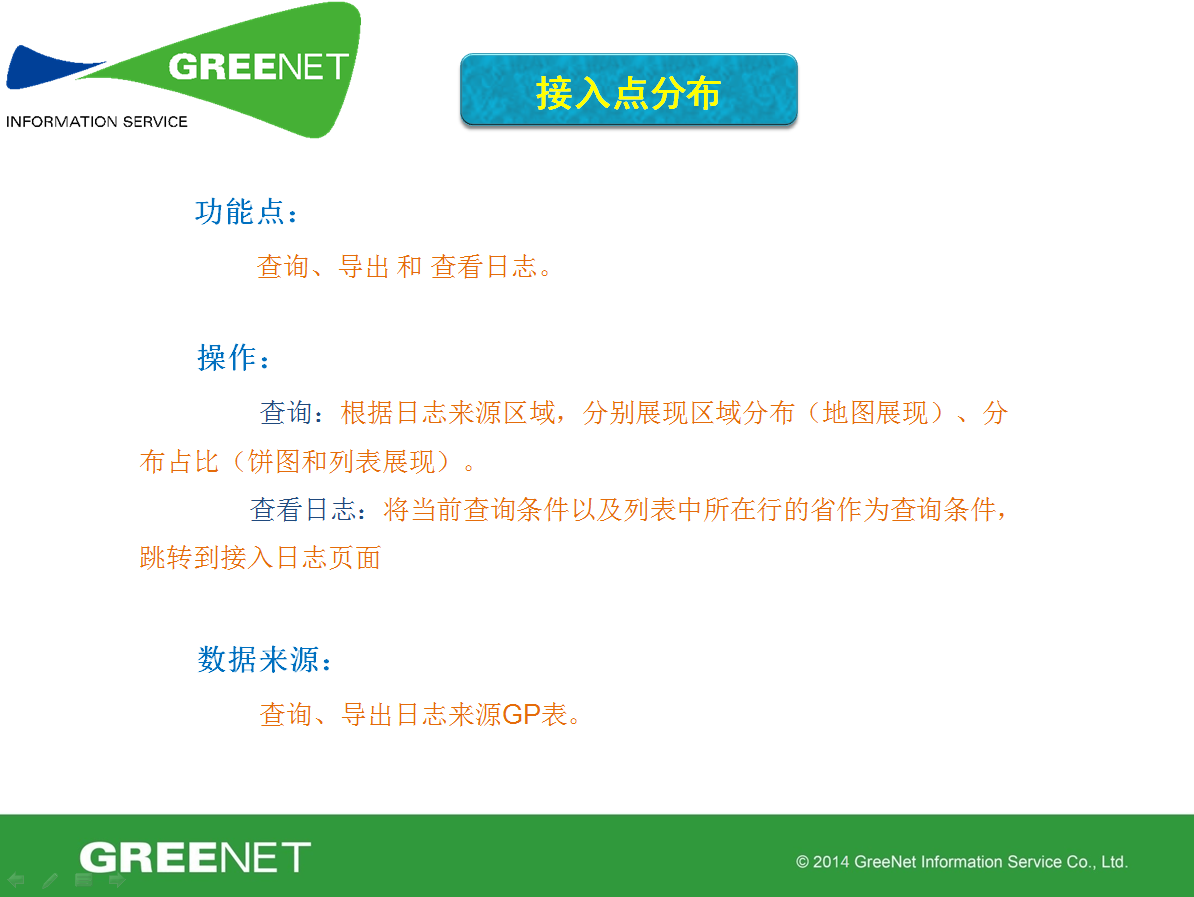 GREENET
INFORMATION SERVICE
接入点分布
功能点：
查询、导出 和 查看日志。
操作：
查询：根据日志来源区域，分别展现区域分布（地图展现）、分
布占比（饼图和列表展现）。
查看日志：将当前查询条件以及列表中所在行的省作为查询条件，
跳转到接入日志页面
数据来源：
查询、导出日志来源GP表。
GREENET
© 2014 GreeNet Information Service Co., Ltd.